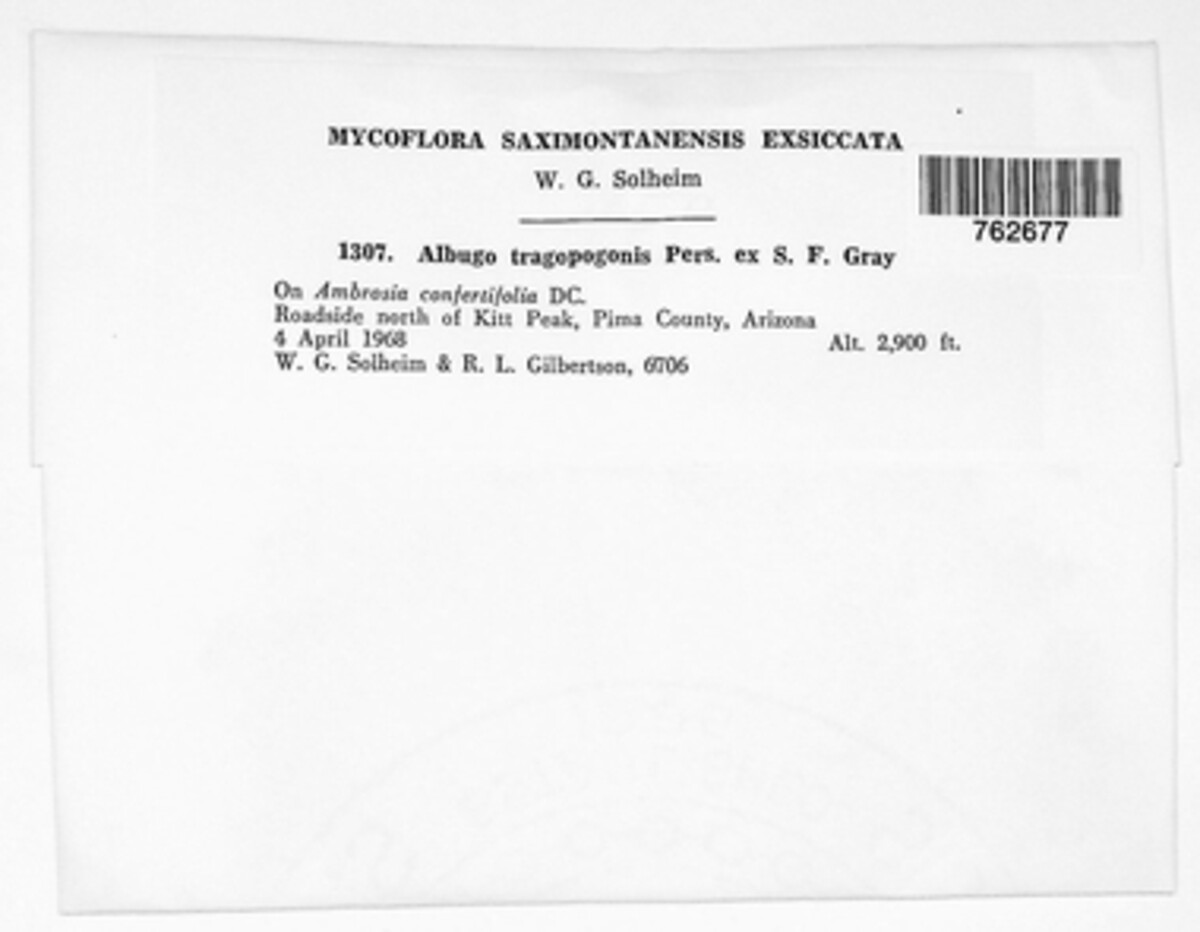 MYCOFLORA SAXIMONTANENSIS EXSICCATA
W. G. Solheim
762677
1307. Albugo tragopogonis Pers. ex S. F. Gray
On Ambrosia confertifolia DC.
Roadside north of Kitt Peak, Pima County, Arizona
4 April 1968 Alt. 2,900 ft.
W. G. Solheim & R. L. Gilbertson, 6706